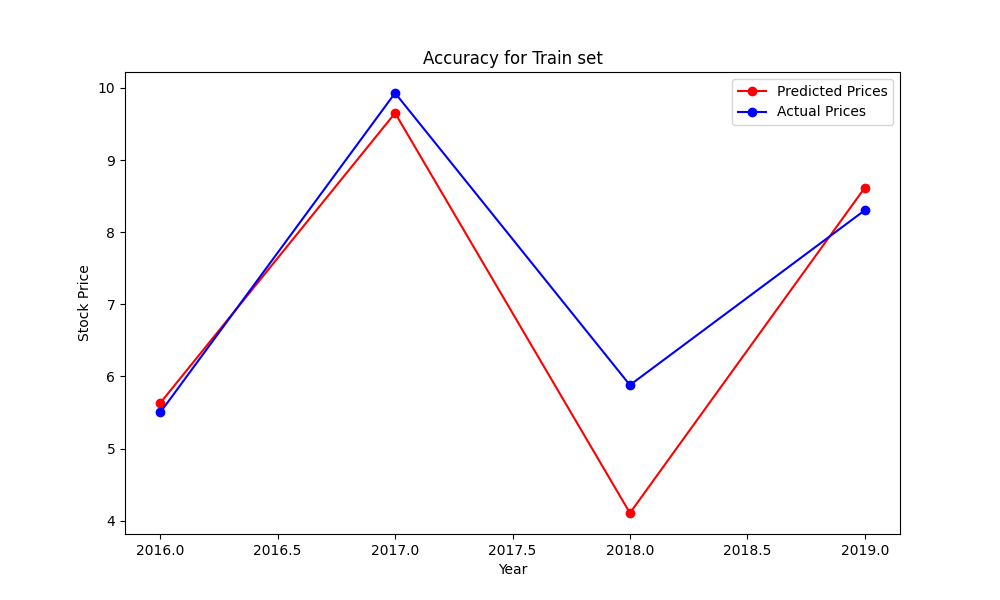 Accuracy for Train set
Predicted Prices
Actual Prices
10
9
8
7
6
5
4
Stock Price
2016.0 2016.5 2017.0 2017.5 2018.0 2018.5 2019.0
Year